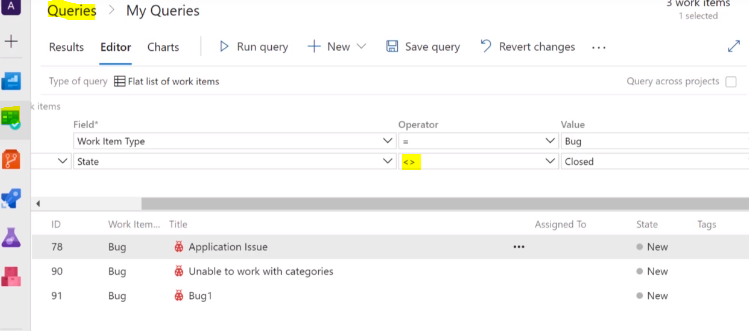 A
Queries > My Queries
3 work items
1 selected
Results Editor Charts Run query New Save query Revert changes ...
Type of query Flat list of work items Query across projects
k items
Field* Operator Value
Work Item Type = Bug
State <> Closed
ID Work Item... Title Assigned To State Tags
78 Bug Application Issue ... New
90 Bug Unable to work with categories New
91 Bug Bug1 New